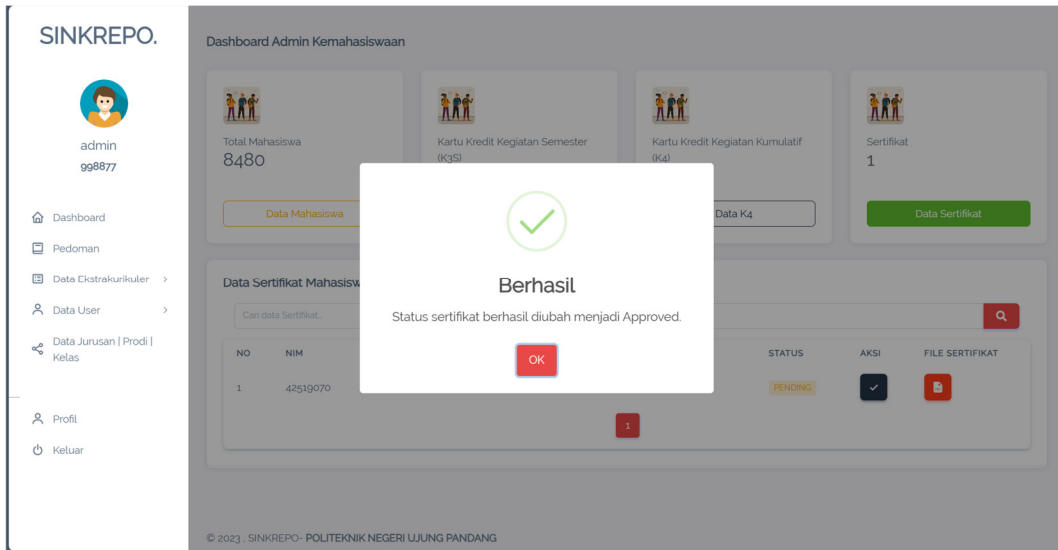 SINKREPO.
admin
998877
Dashboard
Pedoman
Data Ekstrakurikuler
Data User
Data Jurusan | Prodi |
Kelas
Profil
Keluar
Dashboard Admin Kemahasiswaan
Total Mahasiswa
8480
Data Mahasiswa
Kartu Kredit Kegiatan Semester
(K3S)
Kartu Kredit Kegiatan Kumulatif
(K4)
Data K4
Sertifikat
1
Data Sertifikat
Berhasil
Status sertifikat berhasil diubah menjadi Approved.
OK
Data Sertifikat Mahasisw
Cari data Sertifikat..
NO NIM STATUS AKSI FILE SERTIFIKAT
1 42519070 PENDING
1
© 2023 , SINKREPO- POLITEKNIK NEGERI UJUNG PANDANG